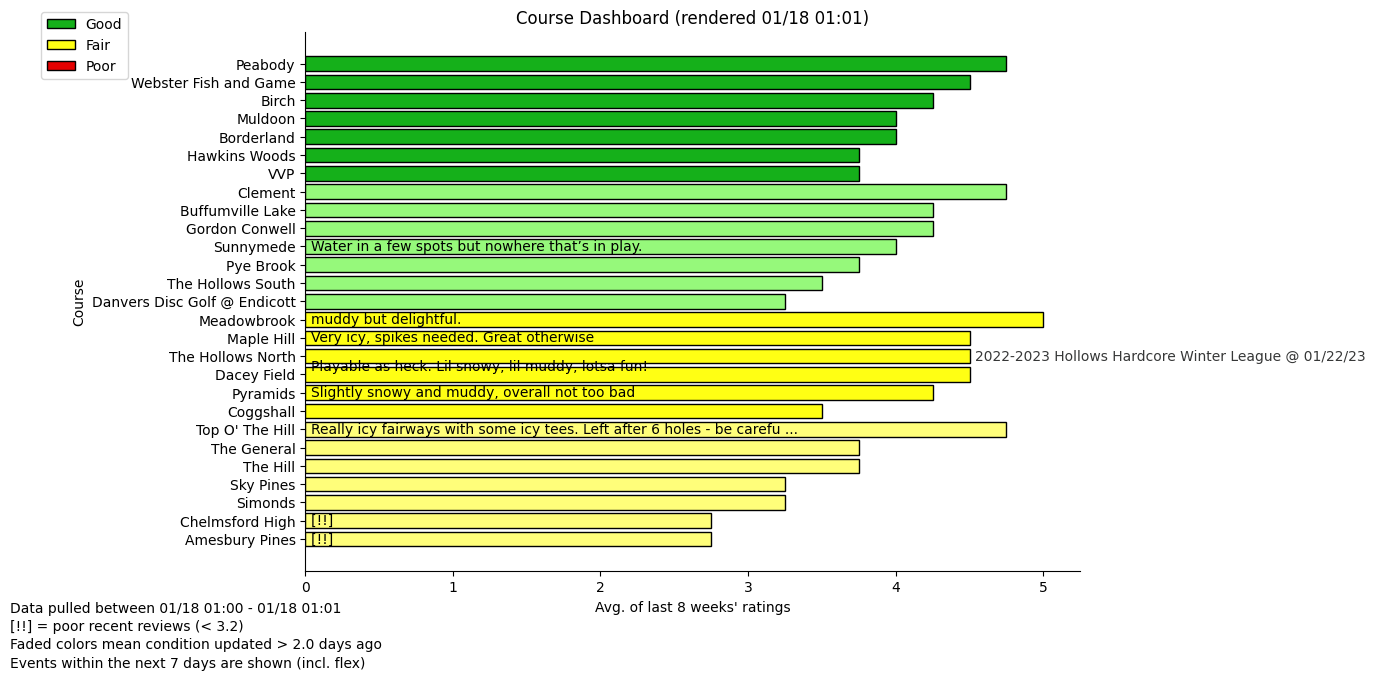 Course Dashboard (rendered 01/18 01:01)
Good
Fair
Poor
Course
Peabody
Webster Fish and Game
Birch
Muldoon
Borderland
Hawkins Woods
VVP
Clement
Buffumville Lake
Gordon Conwell
Sunnymede Water in a few spots but nowhere that’s in play.
Pye Brook
The Hollows South
Danvers Disc Golf @ Endicott
Meadowbrook muddy but delightful.
Maple Hill Very icy, spikes needed. Great otherwise
The Hollows North 2022-2023 Hollows Hardcore Winter League @ 01/22/23
Playable as heck. Lil snowy, lil muddy, lotsa fun!
Dacey Field
Pyramids Slightly snowy and muddy, overall not too bad
Coggshall
Top O' The Hill Really icy fairways with some icy tees. Left after 6 holes - be carefu ...
The General
The Hill
Sky Pines
Simonds
Chelmsford High [!!]
Amesbury Pines [!!]
0 1 2 3 4 5
Avg. of last 8 weeks' ratings
Data pulled between 01/18 01:00 - 01/18 01:01
[!!] = poor recent reviews (< 3.2)
Faded colors mean condition updated > 2.0 days ago
Events within the next 7 days are shown (incl. flex)